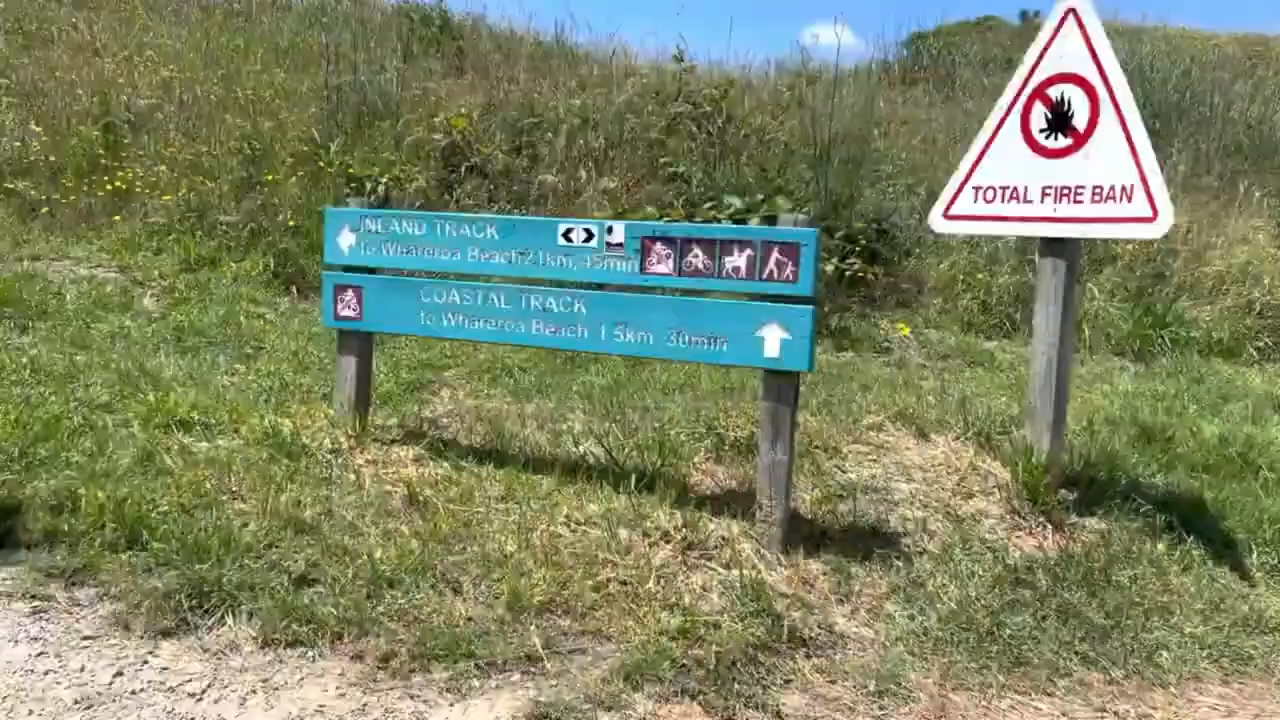 INLAND TRACK
to Whareroa Beach 2.1km, 45min
COASTAL TRACK
to Whareroa Beach 1.5km 30min
TOTAL FIRE BAN